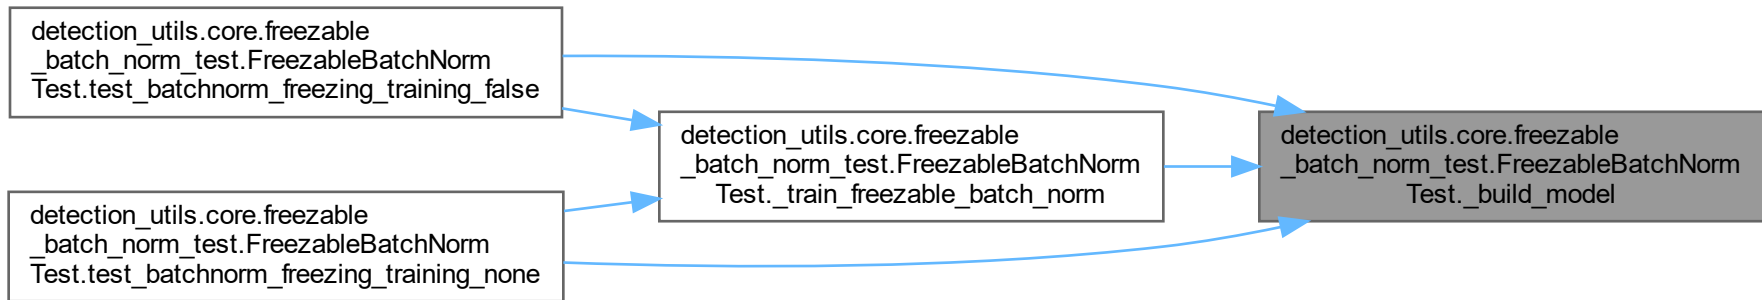 detection_utils.core.freezable
_batch_norm_test.FreezableBatchNorm
Test.test_batchnorm_freezing_training_false
detection_utils.core.freezable
_batch_norm_test.FreezableBatchNorm
Test._train_freezable_batch_norm
detection_utils.core.freezable
_batch_norm_test.FreezableBatchNorm
Test._build_model
detection_utils.core.freezable
_batch_norm_test.FreezableBatchNorm
Test.test_batchnorm_freezing_training_none